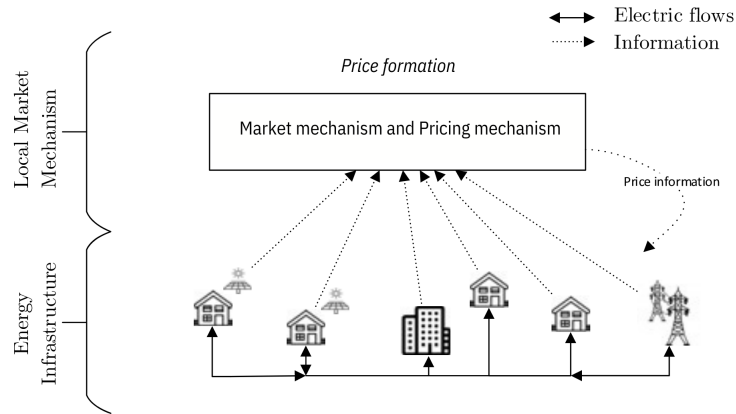 Electric flows
Information
Price formation
Market mechanism and Pricing mechanism
Price information
Local Market
Mechanism
Energy
Infrastructure